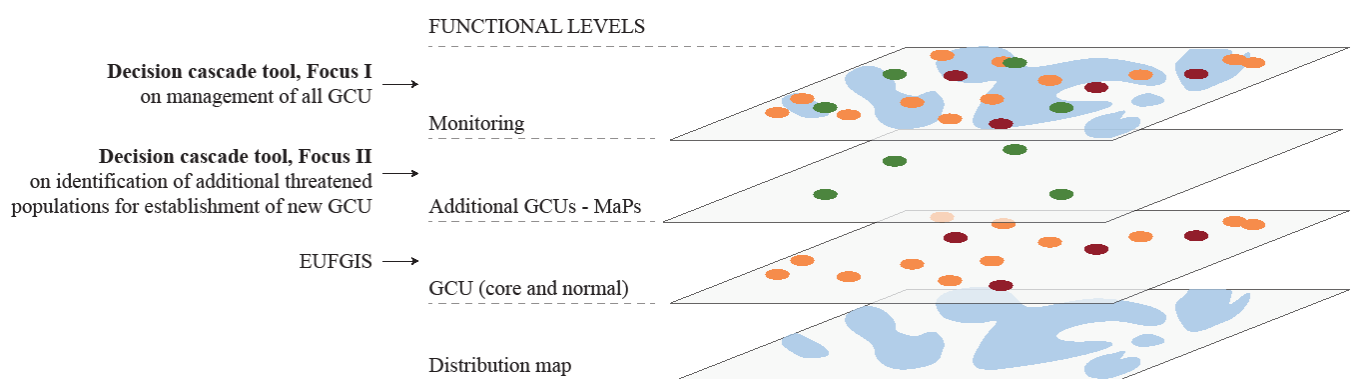 FUNCTIONAL LEVELS
Decision cascade tool, Focus I
on management of all GCU
Monitoring
Decision cascade tool, Focus II
on identification of additional threatened
populations for establishment of new GCU
Additional GCUs - MaPs
EUFGIS
GCU (core and normal)
Distribution map